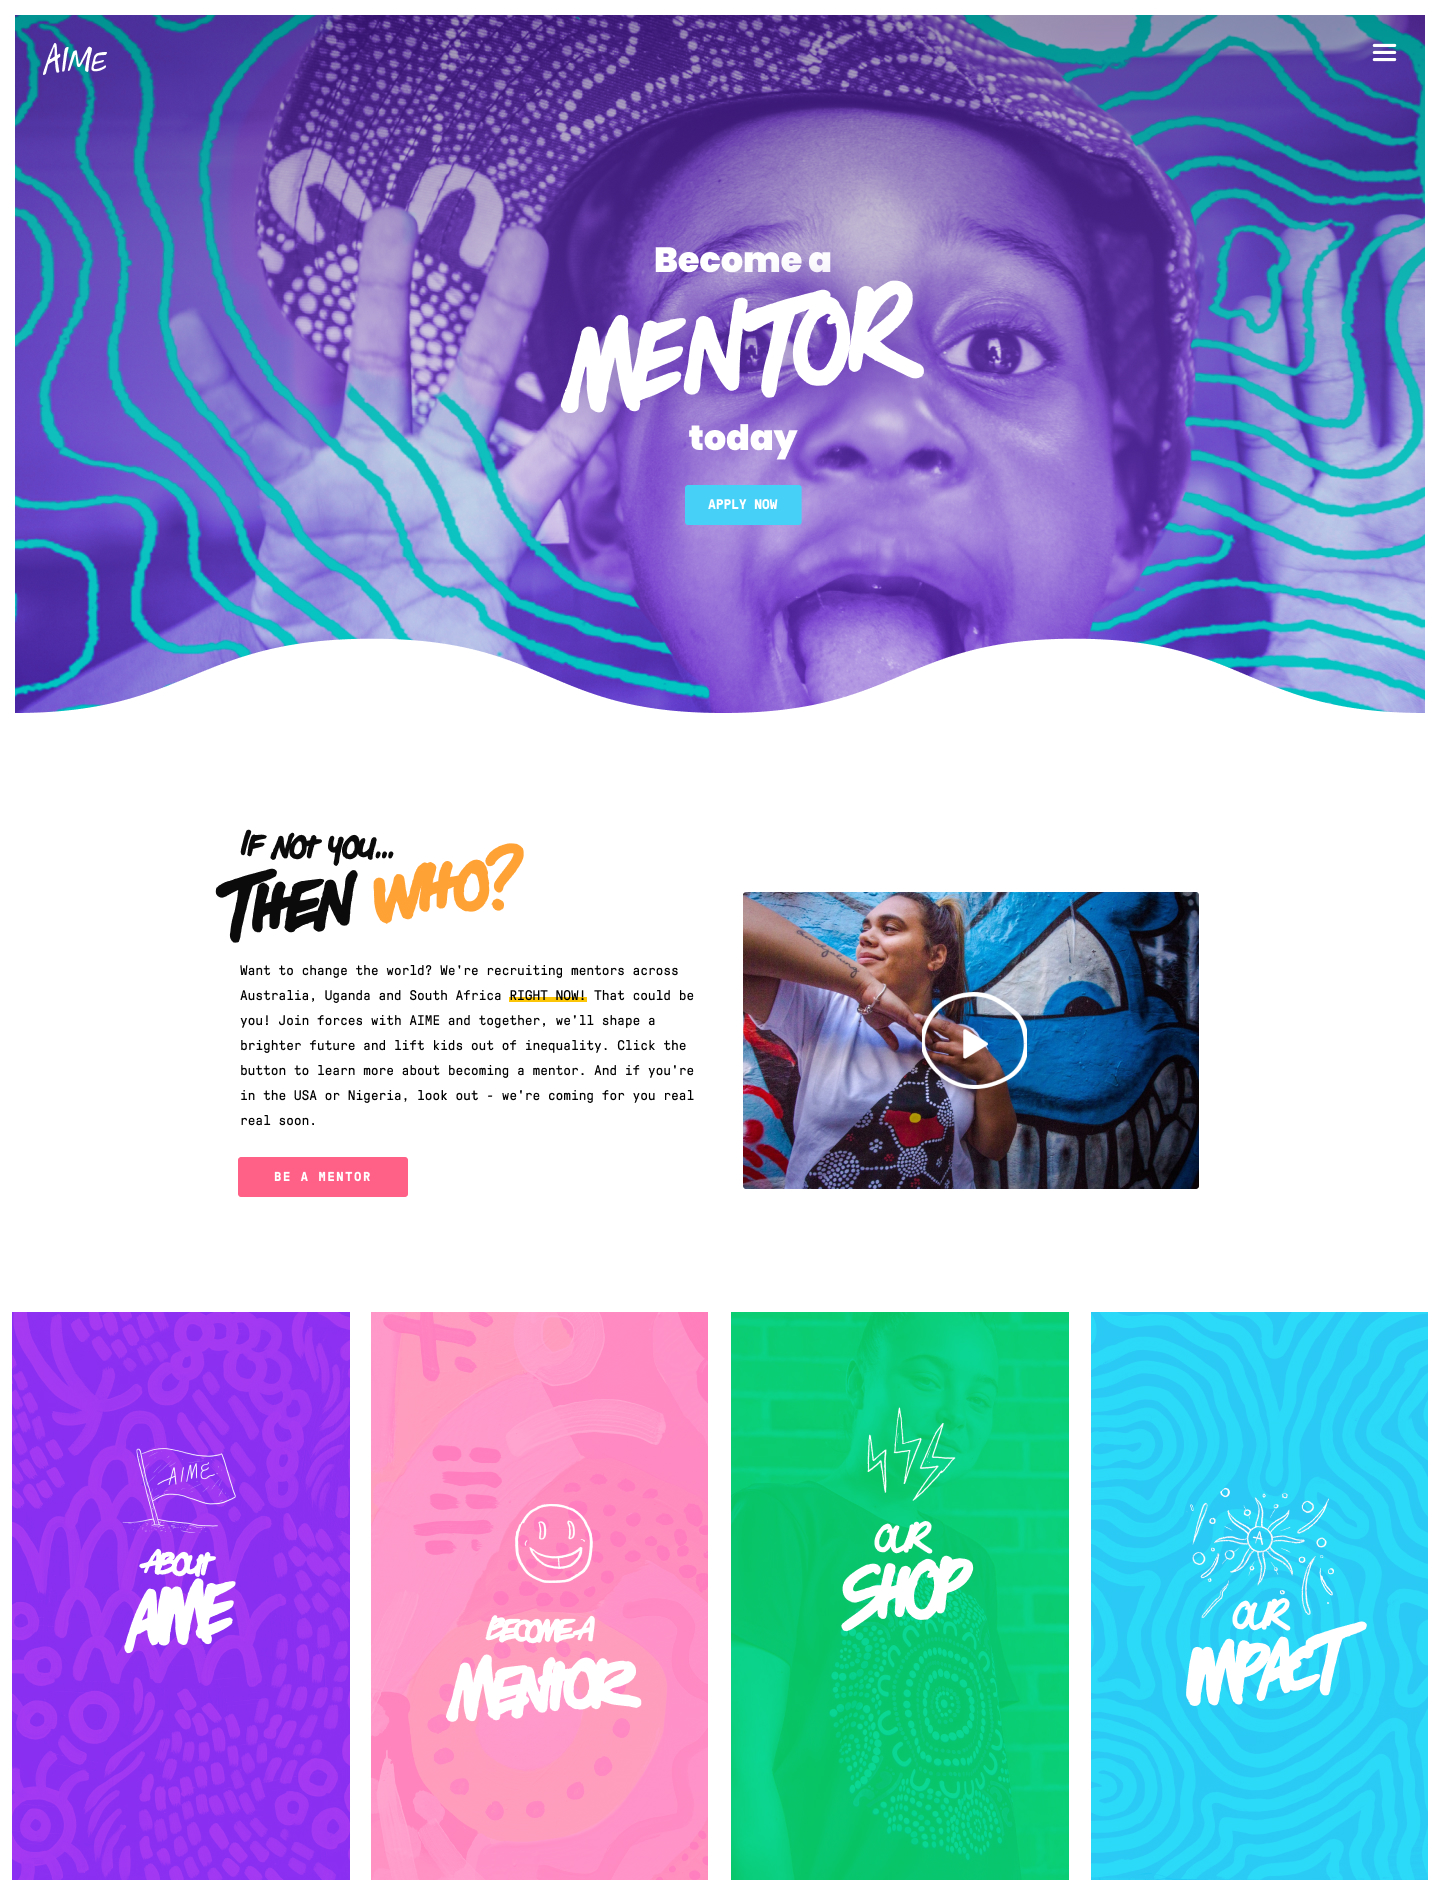 AIME
Become a
MENTOR
today
APPLY NOW
IF NOT YOU...
THEN WHO?
Want to change the world? We're recruiting mentors across
Australia, Uganda and South Africa RIGHT NOW! That could be
you! Join forces with AIME and together, we'll shape a
brighter future and lift kids out of inequality. Click the
button to learn more about becoming a mentor. And if you're
in the USA or Nigeria, look out - we're coming for you real
real soon.
BE A MENTOR
AIME
ABOUT
AIME
BECOME A
MENTOR
OUR
SHOP
A
OUR
IMPACT